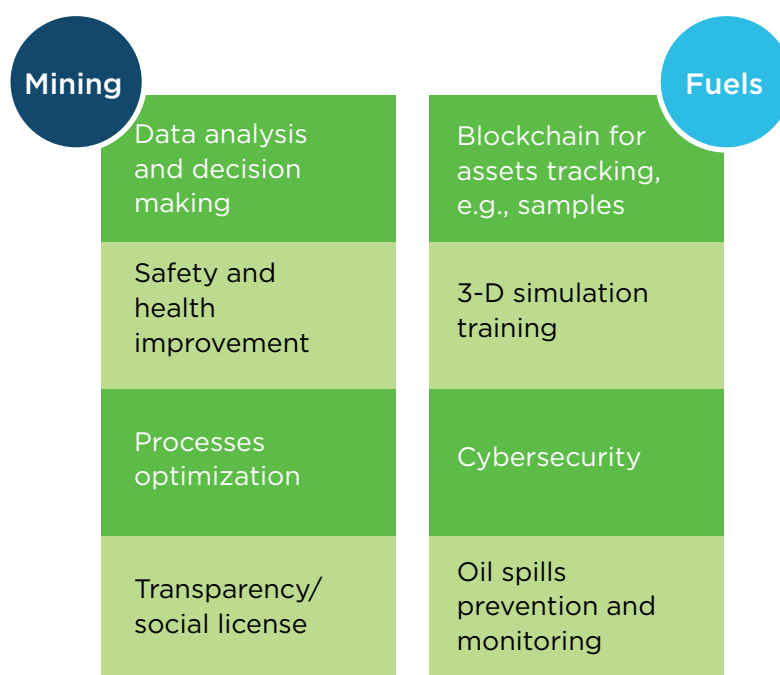 Mining
Data analysis
and decision
making
Safety and
health
improvement
Processes
optimization
Transparency/
social license
Fuels
Blockchain for
assets tracking,
e.g., samples
3-D simulation
training
Cybersecurity
Oil spills
prevention and
monitoring